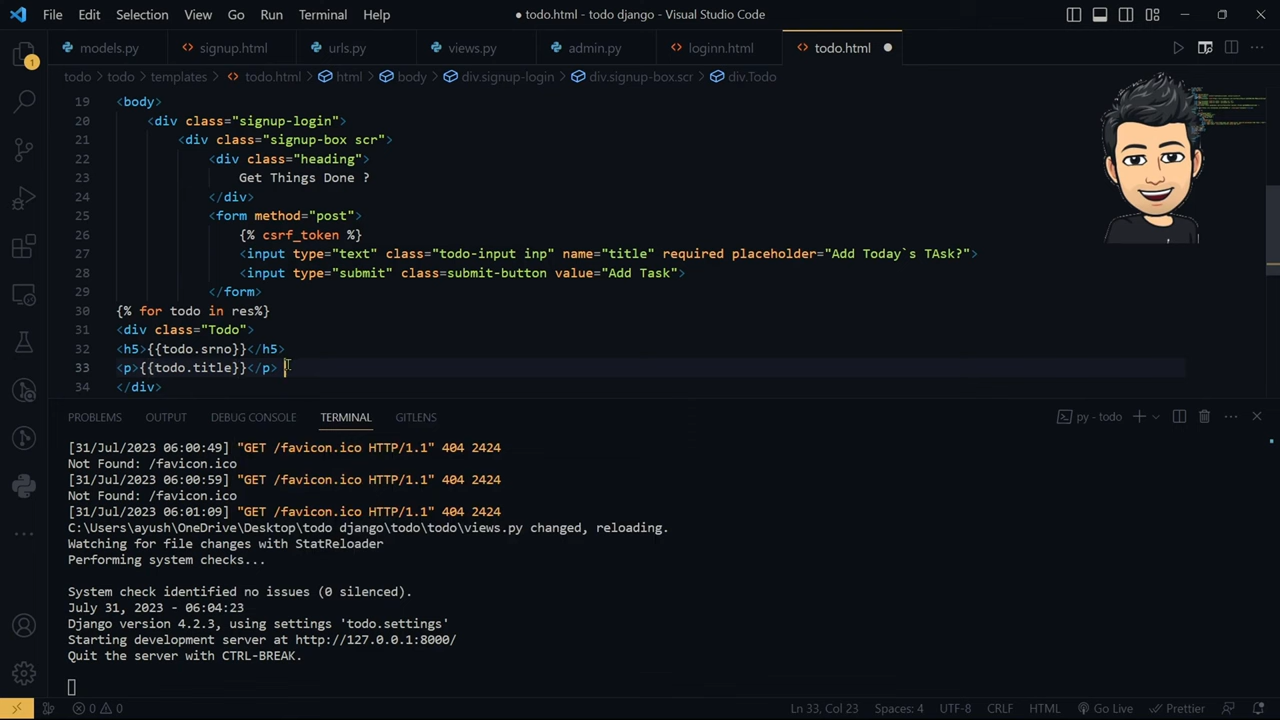 File Edit Selection View Go Run Terminal Help
● todo.html - todo django - Visual Studio Code
models.py signup.html urls.py views.py admin.py loginn.html todo.html
todo > todo > templates > todo.html > html > body > div.signup-login > div.signup-box.scr > div.Todo
19 <body>
20 <div class="signup-login">
21 <div class="signup-box scr">
22 <div class="heading">
23 Get Things Done ?
24 </div>
25 <form method="post">
26 {% csrf_token %}
27 <input type="text" class="todo-input inp" name="title" required placeholder="Add Today`s TAsk?">
28 <input type="submit" class=submit-button value="Add Task">
29 </form>
30 {% for todo in res%}
31 <div class="Todo">
32 <h5>{{todo.srno}}</h5>
33 <p>{{todo.title}}</p>
34 </div>
PROBLEMS OUTPUT DEBUG CONSOLE TERMINAL GITLENS
py - todo
[31/Jul/2023 06:00:49] "GET /favicon.ico HTTP/1.1" 404 2424
Not Found: /favicon.ico
[31/Jul/2023 06:00:59] "GET /favicon.ico HTTP/1.1" 404 2424
Not Found: /favicon.ico
[31/Jul/2023 06:01:09] "GET /favicon.ico HTTP/1.1" 404 2424
C:\Users\ayush\OneDrive\Desktop\todo django\todo\todo\views.py changed, reloading.
Watching for file changes with StatReloader
Performing system checks...
System check identified no issues (0 silenced).
July 31, 2023 - 06:04:23
Django version 4.2.3, using settings 'todo.settings'
Starting development server at http://127.0.0.1:8000/
Quit the server with CTRL-BREAK.
1
0 0 Ln 33, Col 23 Spaces: 4 UTF-8 CRLF HTML Go Live Prettier